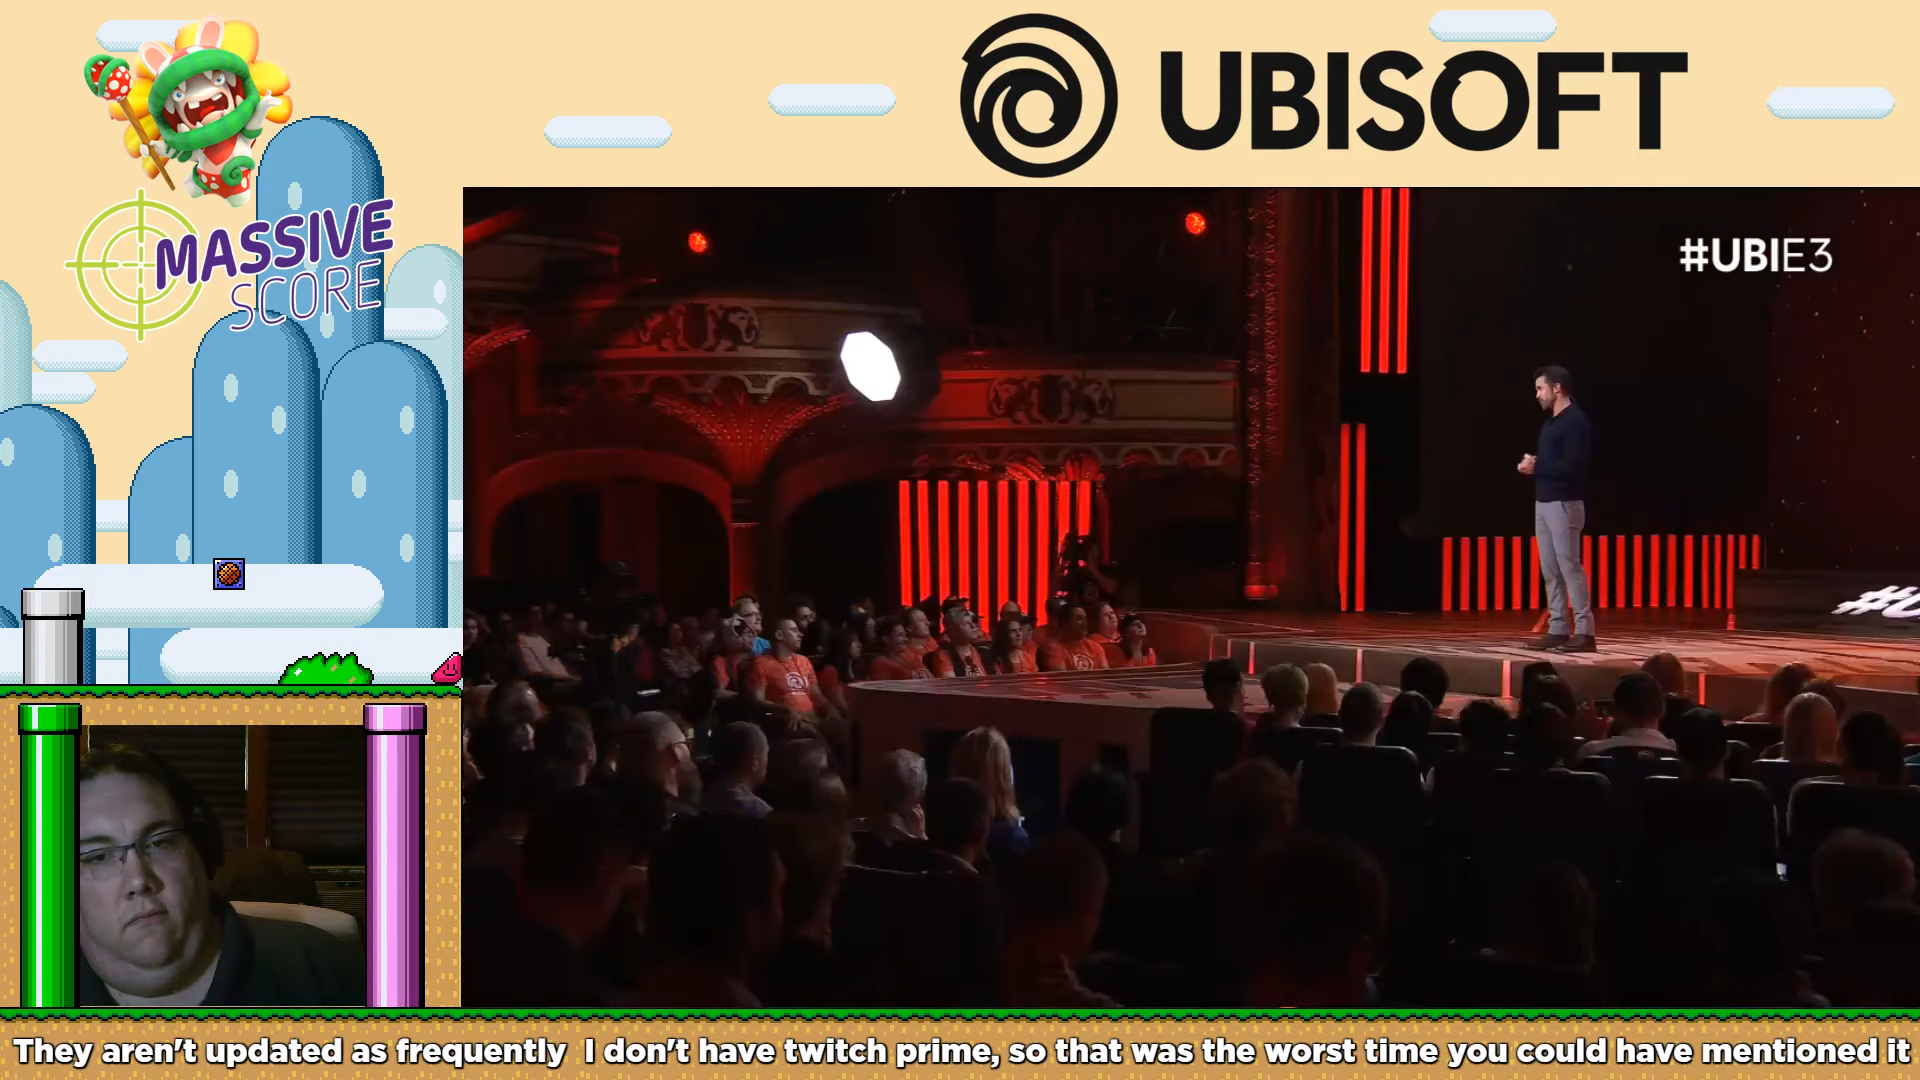 UBISOFT
MASSIVE
SCORE
#UBIE3
They aren't updated as frequently I don't have twitch prime, so that was the worst time you could have mentioned it